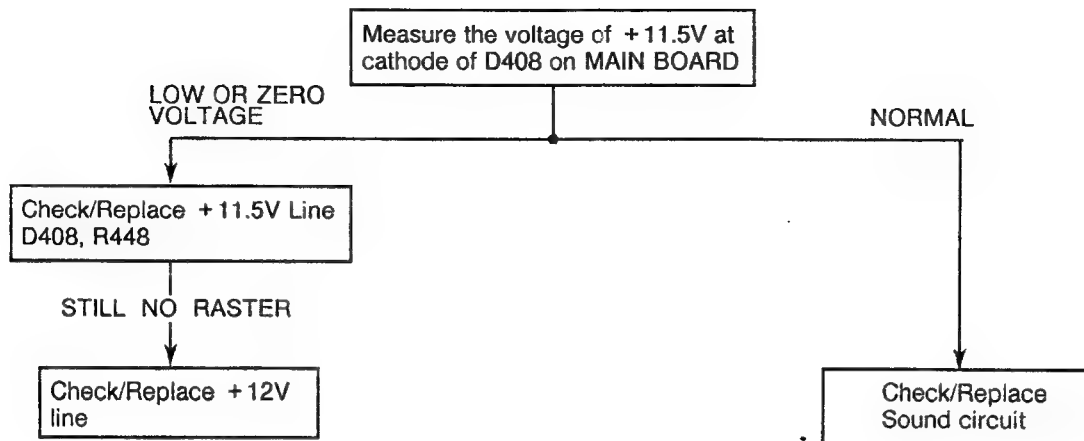 Measure the voltage of +11.5V at
cathode of D408 on MAIN BOARD
LOW OR ZERO
VOLTAGE
NORMAL
Check/Replace +11.5V Line
D408, R448
STILL NO RASTER
Check/Replace +12V
line
Check/Replace
Sound circuit